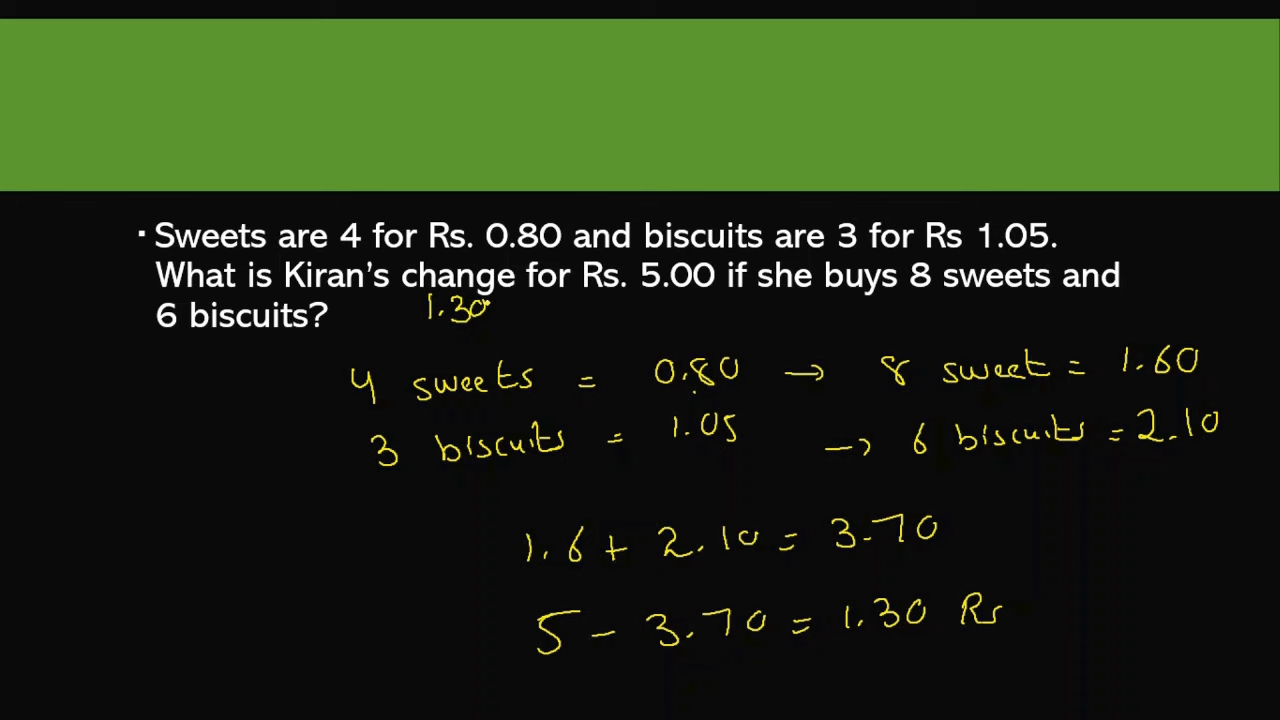 · Sweets are 4 for Rs. 0.80 and biscuits are 3 for Rs 1.05.
What is Kiran's change for Rs. 5.00 if she buys 8 sweets and
6 biscuits?
1.30
4 sweets = 0.80 → 8 sweet = 1.60
3 biscuits = 1.05 → 6 biscuits = 2.10
1.6 + 2.10 = 3.70
5 - 3.70 = 1.30 Rs